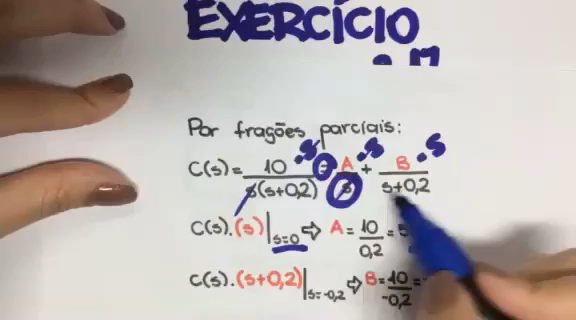 EXERCÍCIO
Por frações parciais:
C(s) = 10 .s / s(s+0,2) = A .s / s + B .s / s+0,2
C(s).(s)|s=0 ⇨ A = 10 / 0,2 = 5
C(s).(s+0,2)|s=-0,2 ⇨ B = 10 / -0,2 =